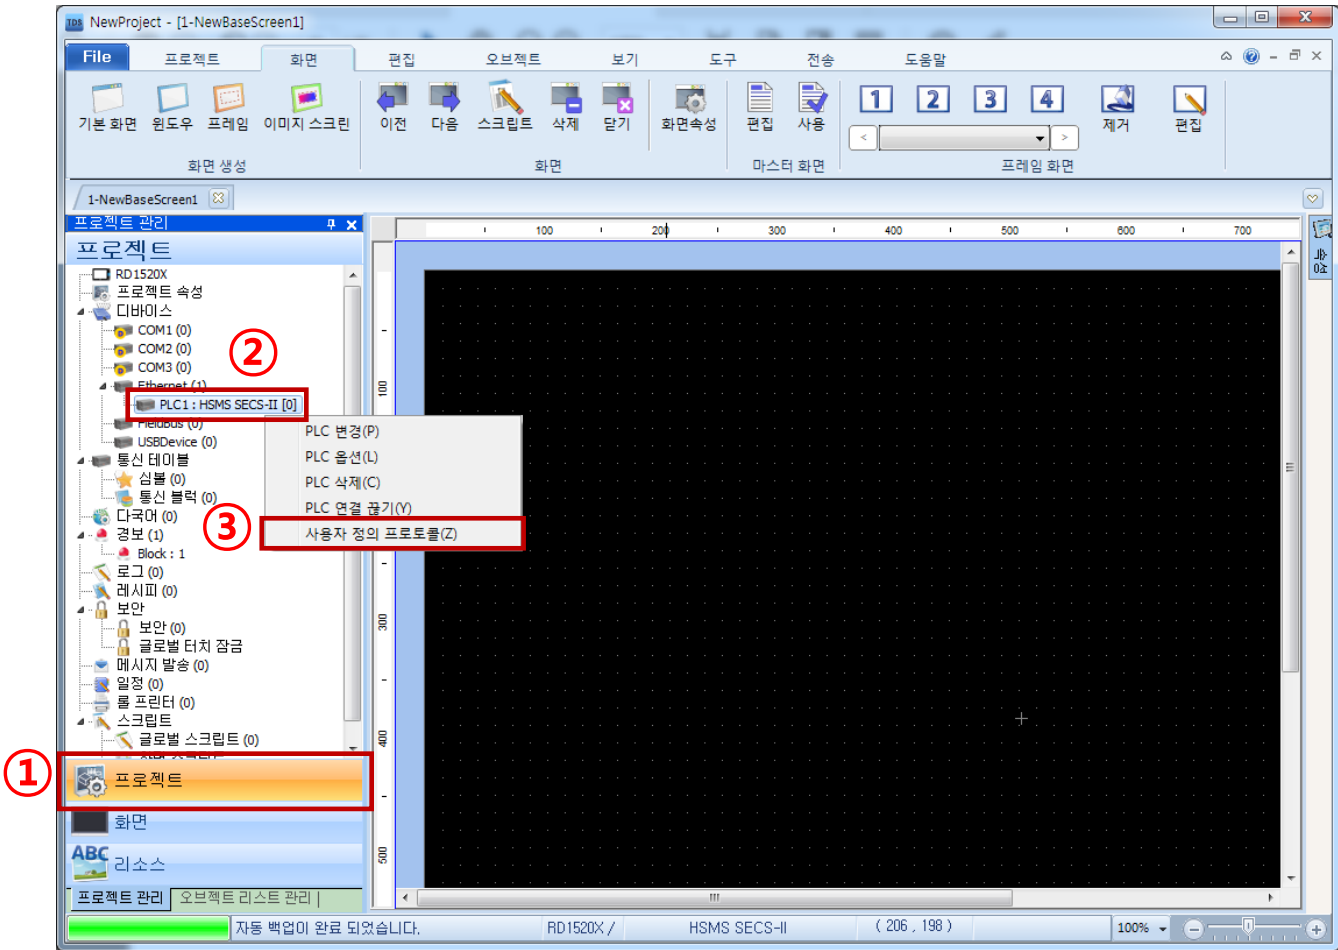 NewProject - [1-NewBaseScreen1]
File 프로젝트 화면 편집 오브젝트 보기 도구 전송 도움말
1 2 3 4
기본 화면 윈도우 프레임 이미지 스크린 이전 다음 스크립트 삭제 닫기 화면속성 편집 사용 제거 편집
화면 생성 화면 마스터 화면 프레임 화면
1-NewBaseScreen1
프로젝트 관리
프로젝트
100 200 300 400 500 600 700
속성
RD1520X
프로젝트 속성
디바이스
COM1 (0)
COM2 (0)
COM3 (0)
②
Ethernet (1)
PLC1 : HSMS SECS-II [0]
FieldBus (0)
USBDevice (0)
통신 테이블
심볼 (0)
통신 블럭 (0)
다국어 (0)
경보 (1)
Block : 1
로그 (0)
레시피 (0)
보안
보안 (0)
글로벌 터치 잠금
메시지 발송 (0)
일정 (0)
롤 프린터 (0)
스크립트
글로벌 스크립트 (0)
PLC 변경(P)
PLC 옵션(L)
PLC 삭제(C)
PLC 연결 끊기(Y)
③
사용자 정의 프로토콜(Z)
100
300
400
500
①
프로젝트
화면
ABC
리소스
프로젝트 관리 오브젝트 리스트 관리
자동 백업이 완료 되었습니다. RD1520X / HSMS SECS-II ( 206 , 198 ) 100%